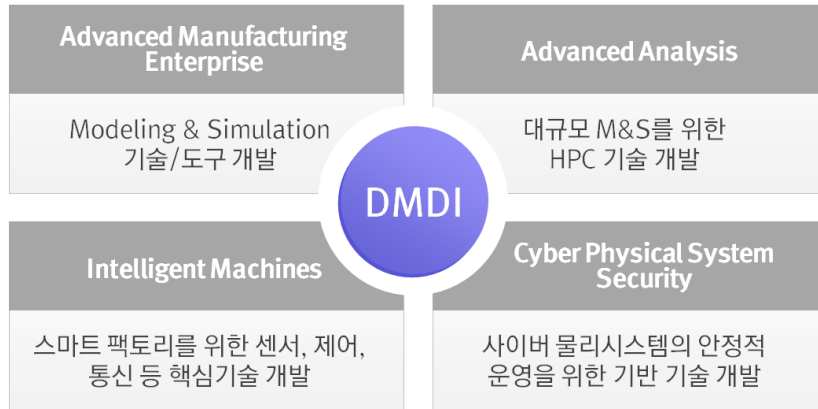 Advanced Manufacturing
Enterprise
Modeling & Simulation
기술/도구 개발
Advanced Analysis
대규모 M&S를 위한
HPC 기술 개발
DMDI
Intelligent Machines
스마트 팩토리를 위한 센서, 제어,
통신 등 핵심기술 개발
Cyber Physical System
Security
사이버 물리시스템의 안정적
운영을 위한 기반 기술 개발